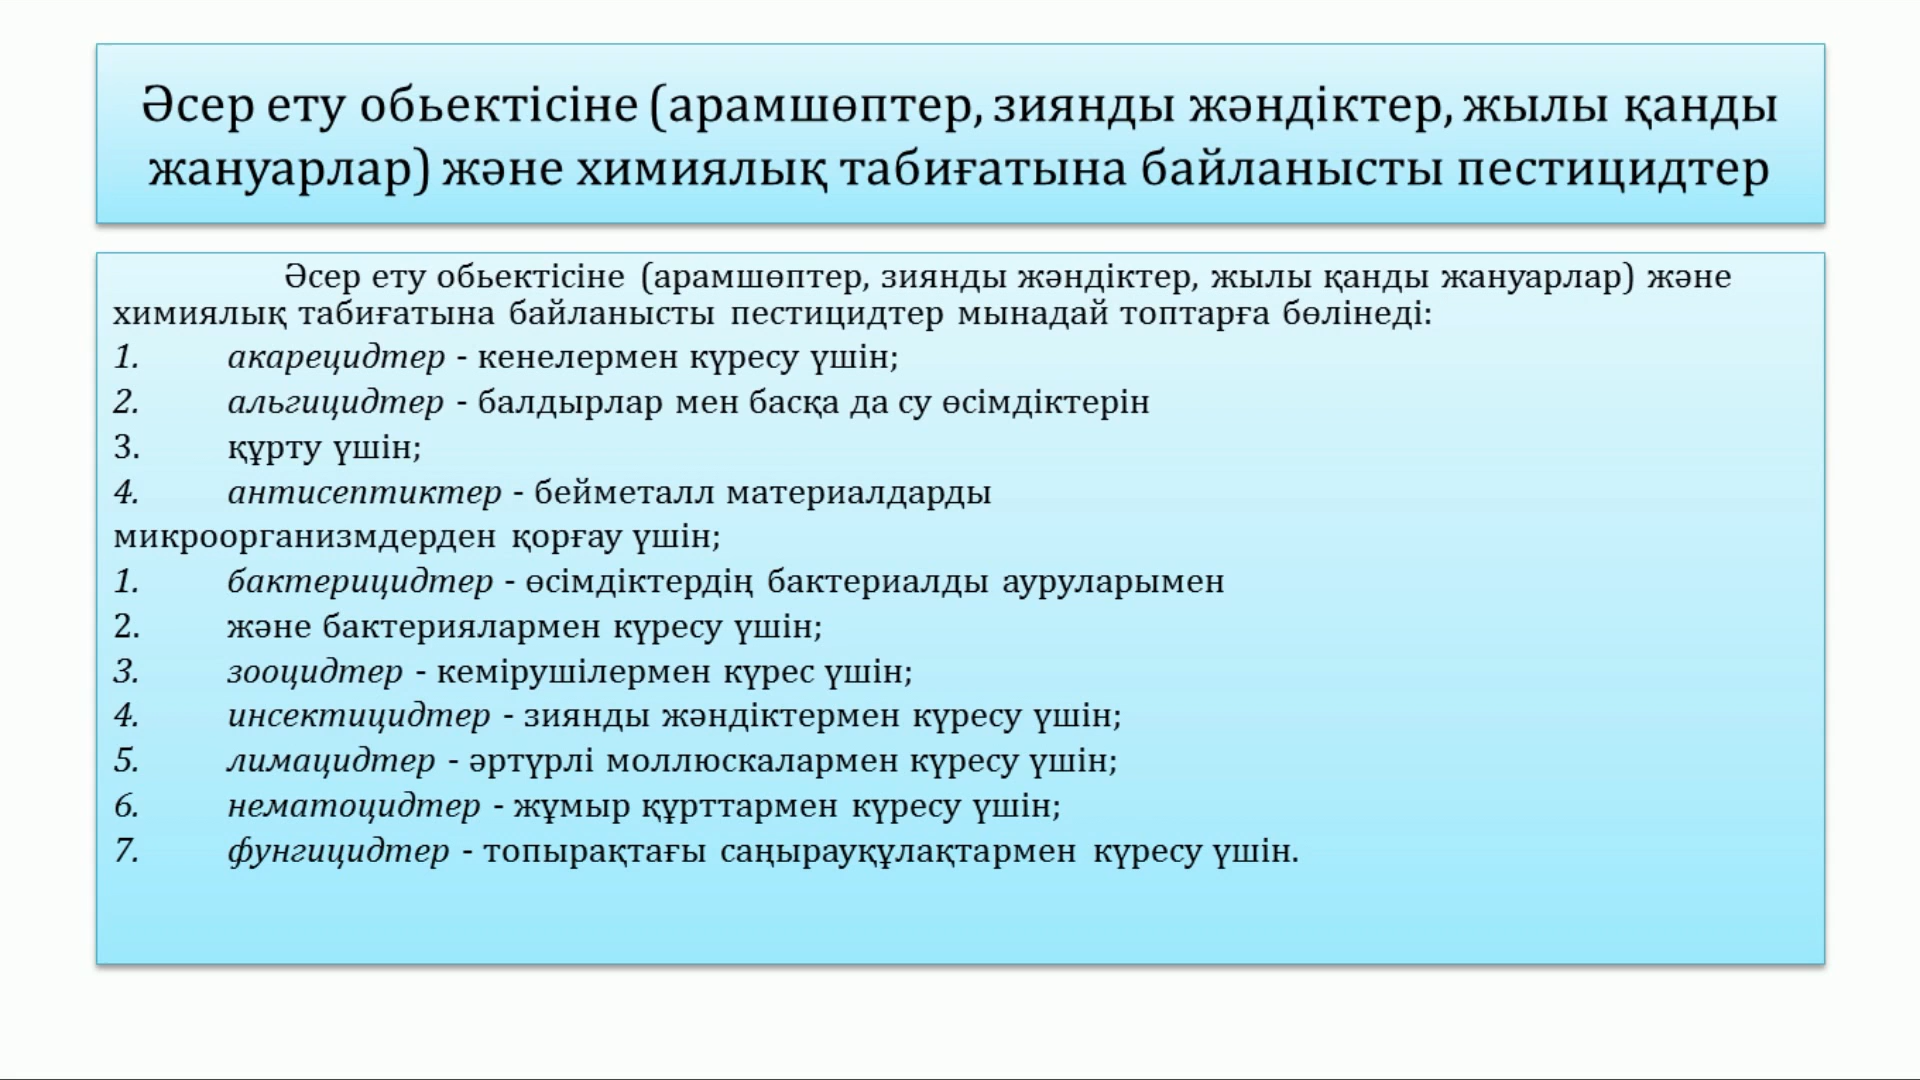 Әсер ету обьектісіне (арамшөптер, зиянды жәндіктер, жылы қанды
жануарлар) және химиялық табиғатына байланысты пестицидтер
Әсер ету обьектісіне (арамшөптер, зиянды жәндіктер, жылы қанды жануарлар) және
химиялық табиғатына байланысты пестицидтер мынадай топтарға бөлінеді:
1. акарецидтер - кенелермен күресу үшін;
2. альгицидтер - балдырлар мен басқа да су өсімдіктерін
3. құрту үшін;
4. антисептиктер - бейметалл материалдарды
микроорганизмдерден қорғау үшін;
1. бактерицидтер - өсімдіктердің бактериалды ауруларымен
2. және бактериялармен күресу үшін;
3. зооцидтер - кемірушілермен күрес үшін;
4. инсектицидтер - зиянды жәндіктермен күресу үшін;
5. лимацидтер - әртүрлі моллюскалармен күресу үшін;
6. нематоцидтер - жұмыр құрттармен күресу үшін;
7. фунгицидтер - топырақтағы саңырауқұлақтармен күресу үшін.